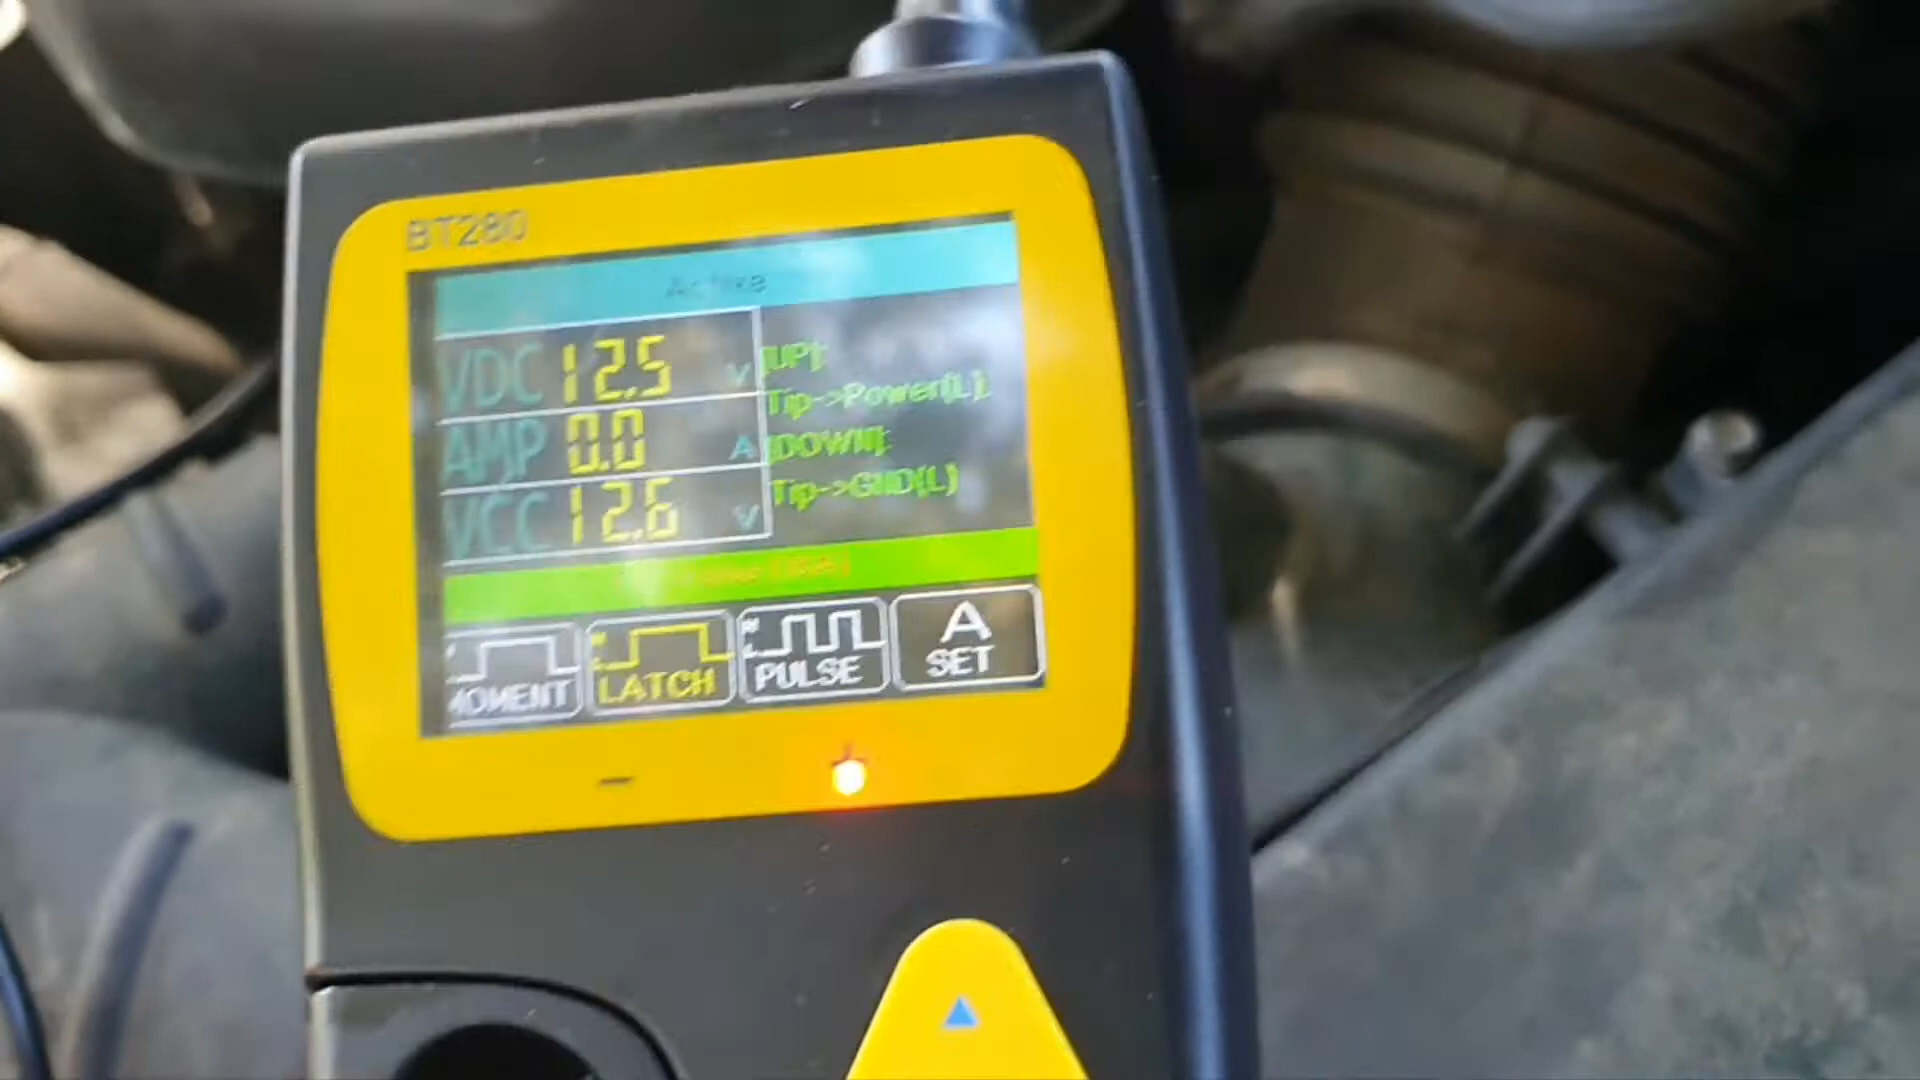 BT280
Active
VDC 12.5 V
[UP]:
Tip->Power(L).
AMP 0.0 A
[DOWN]:
Tip->GND(L)
VCC 12.6 V
MOMENT
LATCH
PULSE
A
SET